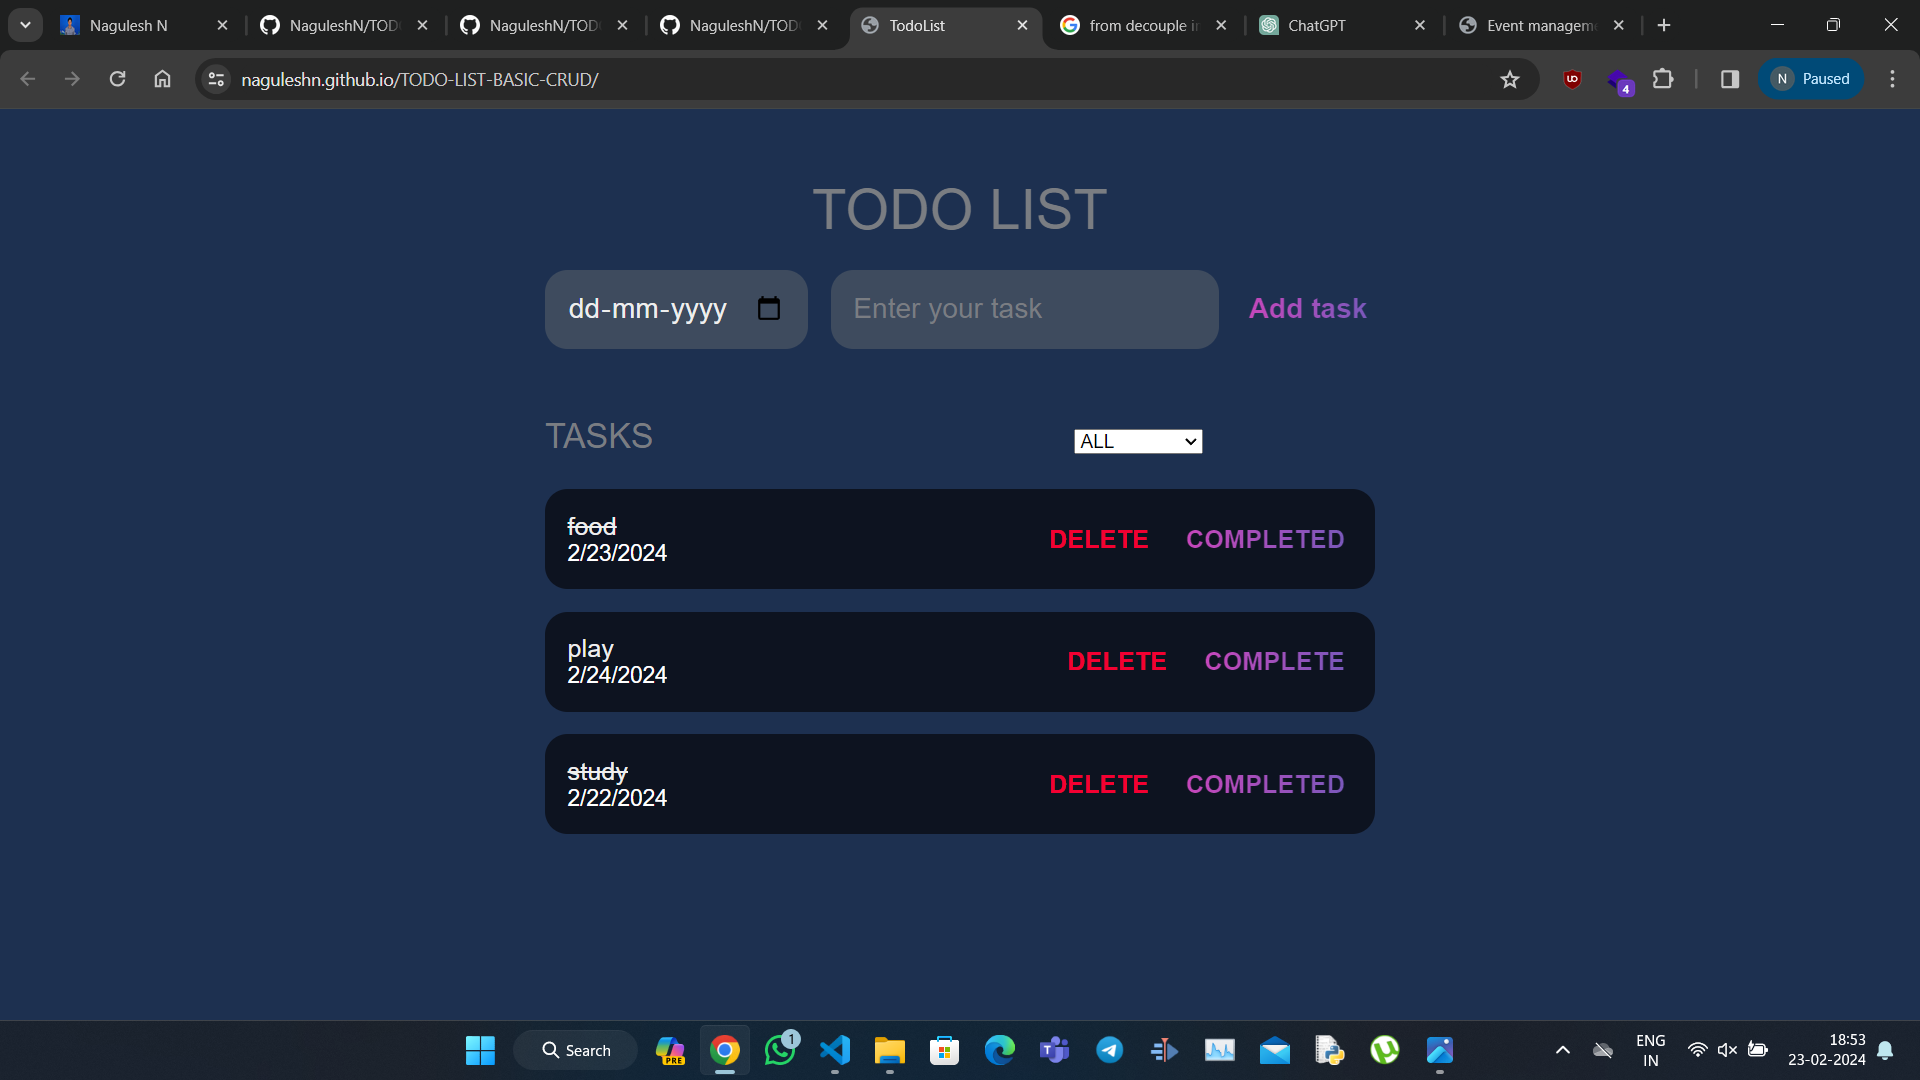 Nagulesh N
NaguleshN/TOD
NaguleshN/TOD
NaguleshN/TOD
TodoList
from decouple i
ChatGPT
Event managem
naguleshn.github.io/TODO-LIST-BASIC-CRUD/
4
N Paused
TODO LIST
dd-mm-yyyy
Enter your task
Add task
TASKS
ALL
food
2/23/2024
DELETE
COMPLETED
play
2/24/2024
DELETE
COMPLETE
study
2/22/2024
DELETE
COMPLETED
Search
PRE
1
ENG
IN
18:53
23-02-2024